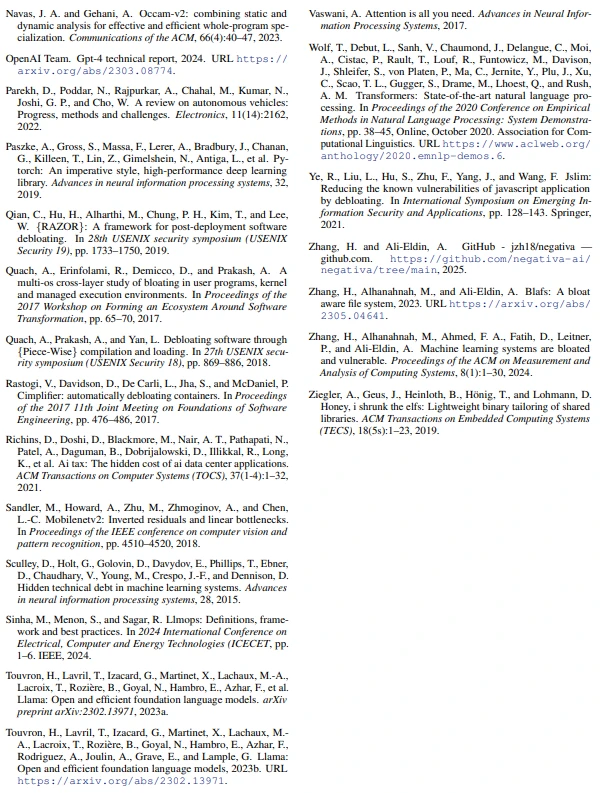 Navas, J. A. and Gehani, A. Occam-v2: combining static and
dynamic analysis for effective and efficient whole-program spe-
cialization. Communications of the ACM, 66(4):40–47, 2023.
OpenAI Team. Gpt-4 technical report, 2024. URL https://
arxiv.org/abs/2303.08774.
Parekh, D., Poddar, N., Rajpurkar, A., Chahal, M., Kumar, N.,
Joshi, G. P., and Cho, W. A review on autonomous vehicles:
Progress, methods and challenges. Electronics, 11(14):2162,
2022.
Paszke, A., Gross, S., Massa, F., Lerer, A., Bradbury, J., Chanan,
G., Killeen, T., Lin, Z., Gimelshein, N., Antiga, L., et al. Py-
torch: An imperative style, high-performance deep learning
library. Advances in neural information processing systems, 32,
2019.
Qian, C., Hu, H., Alharthi, M., Chung, P. H., Kim, T., and Lee,
W. {RAZOR}: A framework for post-deployment software
debloating. In 28th USENIX security symposium (USENIX
Security 19), pp. 1733–1750, 2019.
Quach, A., Erinfolami, R., Demicco, D., and Prakash, A. A
multi-os cross-layer study of bloating in user programs, kernel
and managed execution environments. In Proceedings of the
2017 Workshop on Forming an Ecosystem Around Software
Transformation, pp. 65–70, 2017.
Quach, A., Prakash, A., and Yan, L. Debloating software through
{Piece-Wise} compilation and loading. In 27th USENIX secu-
rity symposium (USENIX Security 18), pp. 869–886, 2018.
Rastogi, V., Davidson, D., De Carli, L., Jha, S., and McDaniel, P.
Cimplifier: automatically debloating containers. In Proceedings
of the 2017 11th Joint Meeting on Foundations of Software
Engineering, pp. 476–486, 2017.
Richins, D., Doshi, D., Blackmore, M., Nair, A. T., Pathapati, N.,
Patel, A., Daguman, B., Dobrijalowski, D., Illikkal, R., Long,
K., et al. Ai tax: The hidden cost of ai data center applications.
ACM Transactions on Computer Systems (TOCS), 37(1-4):1–32,
2021.
Sandler, M., Howard, A., Zhu, M., Zhmoginov, A., and Chen,
L.-C. Mobilenetv2: Inverted residuals and linear bottlenecks.
In Proceedings of the IEEE conference on computer vision and
pattern recognition, pp. 4510–4520, 2018.
Sculley, D., Holt, G., Golovin, D., Davydov, E., Phillips, T., Ebner,
D., Chaudhary, V., Young, M., Crespo, J.-F., and Dennison, D.
Hidden technical debt in machine learning systems. Advances
in neural information processing systems, 28, 2015.
Sinha, M., Menon, S., and Sagar, R. Llmops: Definitions, frame-
work and best practices. In 2024 International Conference on
Electrical, Computer and Energy Technologies (ICECET, pp.
1–6. IEEE, 2024.
Touvron, H., Lavril, T., Izacard, G., Martinet, X., Lachaux, M.-A.,
Lacroix, T., Rozière, B., Goyal, N., Hambro, E., Azhar, F., et al.
Llama: Open and efficient foundation language models. arXiv
preprint arXiv:2302.13971, 2023a.
Touvron, H., Lavril, T., Izacard, G., Martinet, X., Lachaux, M.-
A., Lacroix, T., Rozière, B., Goyal, N., Hambro, E., Azhar, F.,
Rodriguez, A., Joulin, A., Grave, E., and Lample, G. Llama:
Open and efficient foundation language models, 2023b. URL
https://arxiv.org/abs/2302.13971.
Vaswani, A. Attention is all you need. Advances in Neural Infor-
mation Processing Systems, 2017.
Wolf, T., Debut, L., Sanh, V., Chaumond, J., Delangue, C., Moi,
A., Cistac, P., Rault, T., Louf, R., Funtowicz, M., Davison,
J., Shleifer, S., von Platen, P., Ma, C., Jernite, Y., Plu, J., Xu,
C., Scao, T. L., Gugger, S., Drame, M., Lhoest, Q., and Rush,
A. M. Transformers: State-of-the-art natural language pro-
cessing. In Proceedings of the 2020 Conference on Empirical
Methods in Natural Language Processing: System Demonstra-
tions, pp. 38–45, Online, October 2020. Association for Com-
putational Linguistics. URL https://www.aclweb.org/
anthology/2020.emnlp-demos.6.
Ye, R., Liu, L., Hu, S., Zhu, F., Yang, J., and Wang, F. Jslim:
Reducing the known vulnerabilities of javascript application
by debloating. In International Symposium on Emerging In-
formation Security and Applications, pp. 128–143. Springer,
2021.
Zhang, H. and Ali-Eldin, A. GitHub - jzh18/negativa —
github.com. https://github.com/negativa-ai/
negativa/tree/main, 2025.
Zhang, H., Alhanahnah, M., and Ali-Eldin, A. Blafs: A bloat
aware file system, 2023. URL https://arxiv.org/abs/
2305.04641.
Zhang, H., Alhanahnah, M., Ahmed, F. A., Fatih, D., Leitner,
P., and Ali-Eldin, A. Machine learning systems are bloated
and vulnerable. Proceedings of the ACM on Measurement and
Analysis of Computing Systems, 8(1):1–30, 2024.
Ziegler, A., Geus, J., Heinloth, B., Hönig, T., and Lohmann, D.
Honey, i shrunk the elfs: Lightweight binary tailoring of shared
libraries. ACM Transactions on Embedded Computing Systems
(TECS), 18(5s):1–23, 2019.